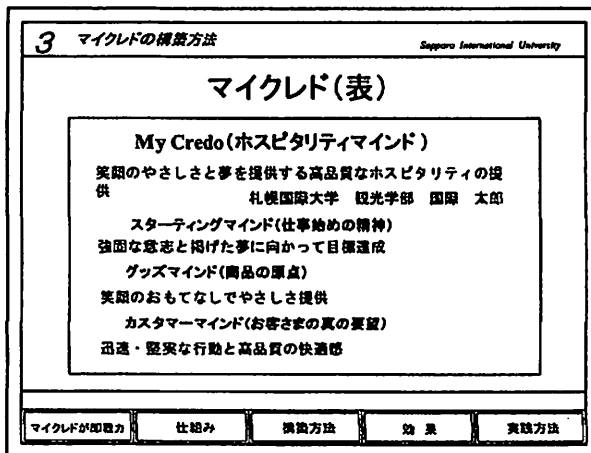 3 マイクレドの構築方法 Sapporo International University
マイクレド(表)
My Credo(ホスピタリティマインド)
笑顔のやさしさと夢を提供する高品質なホスピタリティの提
供
札幌国際大学 観光学部 国際 太郎
スターティングマインド(仕事始めの精神)
強固な意志と掲げた夢に向かって目標達成
グッズマインド(商品の原点)
笑顔のおもてなしでやさしさ提供
カスタマーマインド(お客さまの真の要望)
迅速・堅実な行動と高品質の快適感
マイクレドが即戦力 仕組み 構築方法 効 果 実践方法